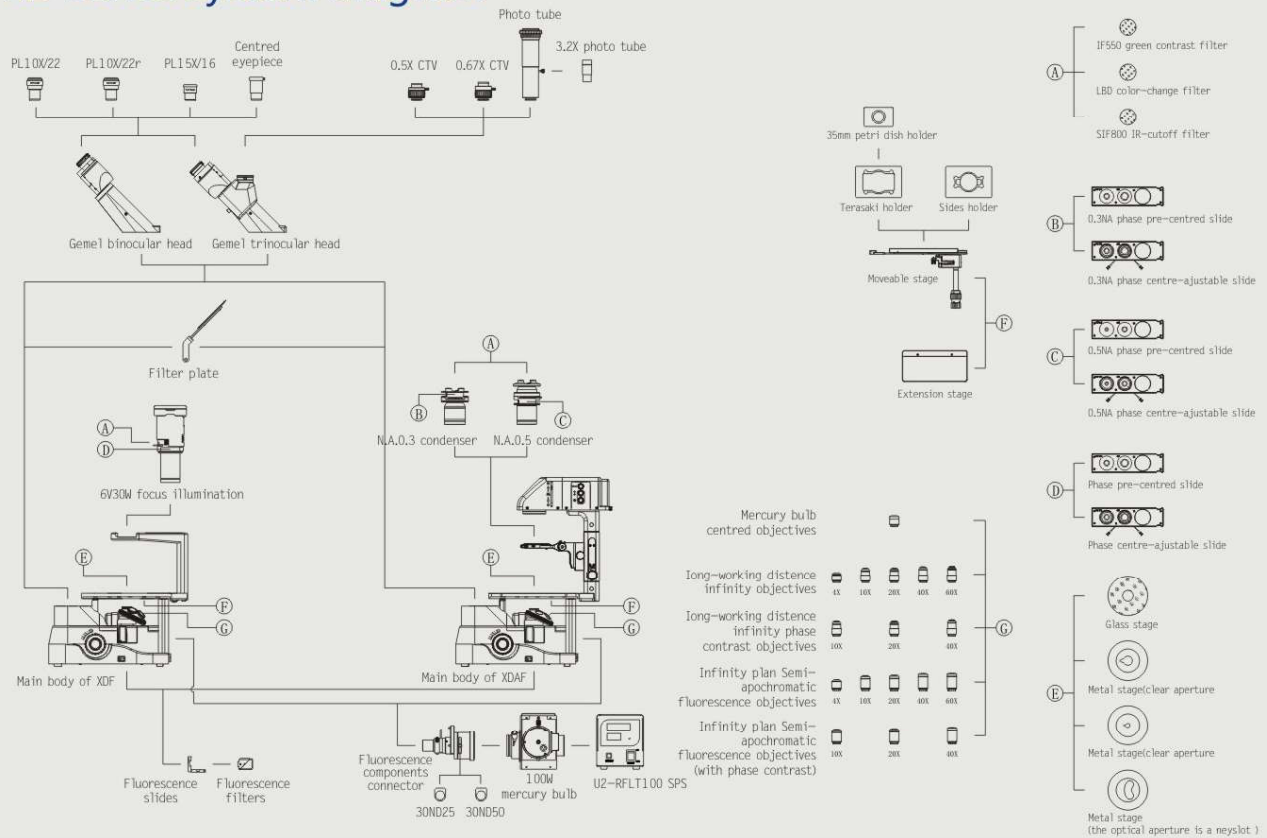 Photo tube
3.2X photo tube
PL10X/22
PL10X/22r
PL15X/16
Centred
eyepiece
0.5X CTV
0.67X CTV
Gemel binocular head
Gemel trinocular head
Filter plate
A
B
C
N.A.0.3 condenser
N.A.0.5 condenser
A
D
6V30W focus illumination
E
F
G
Main body of XDF
E
F
G
Main body of XDAF
Fluorescence
slides
Fluorescence
filters
Fluorescence
components
connector
30ND25
30ND50
100W
mercury bulb
U2-RFLT100 SPS
35mm petri dish holder
Terasaki holder
Sides holder
Moveable stage
F
Extension stage
Mercury bulb
centred objectives
Iong-working distence
infinity objectives
4X
10X
20X
40X
60X
Iong-working distence
infinity phase
contrast objectives
10X
20X
40X
Infinity plan Semi-
apochromatic
fluorescence objectives
4X
10X
20X
40X
60X
Infinity plan Semi-
apochromatic
fluorescence objectives
(with phase contrast)
10X
20X
40X
G
A
IF550 green contrast filter
LBD color-change filter
SIF800 IR-cutoff filter
B
0.3NA phase pre-centred slide
0.3NA phase centre-ajustable slide
C
0.5NA phase pre-centred slide
0.5NA phase centre-ajustable slide
D
Phase pre-centred slide
Phase centre-ajustable slide
E
Glass stage
Metal stage(clear aperture
Metal stage(clear aperture
Metal stage
(the optical aperture is a neyslot )